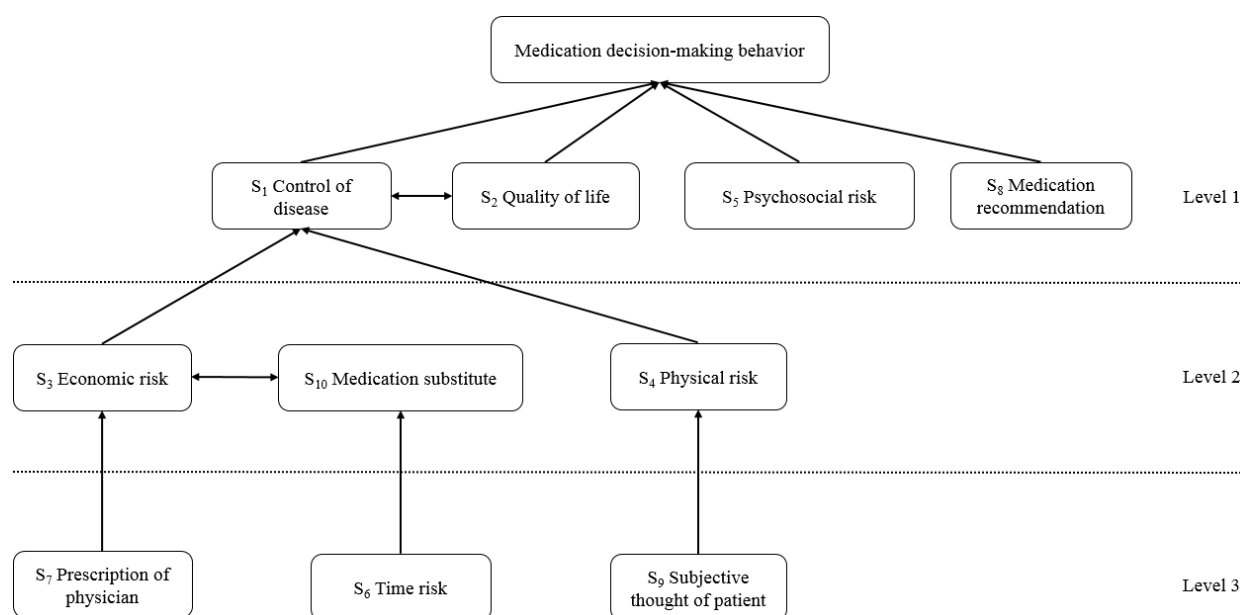 Medication decision-making behavior
S₁ Control of
disease
S₂ Quality of life
S₅ Psychosocial risk
S₈ Medication
recommendation
Level 1
S₃ Economic risk
S₁₀ Medication substitute
S₄ Physical risk
Level 2
S₇ Prescription of
physician
S₆ Time risk
S₉ Subjective
thought of patient
Level 3